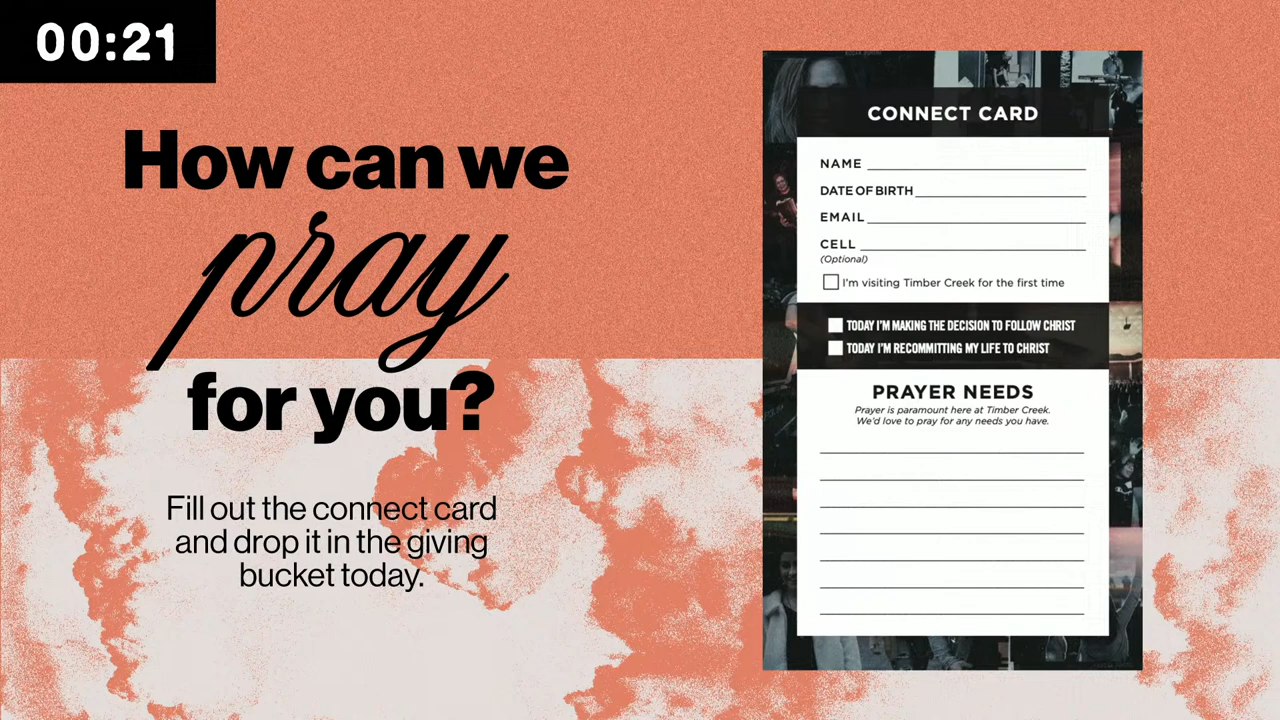 00:21
How can we
pray
for you?
Fill out the connect card
and drop it in the giving
bucket today.
CONNECT CARD
NAME
DATE OF BIRTH
EMAIL
CELL
(Optional)
I'm visiting Timber Creek for the first time
TODAY I'M MAKING THE DECISION TO FOLLOW CHRIST
TODAY I'M RECOMMITTING MY LIFE TO CHRIST
PRAYER NEEDS
Prayer is paramount here at Timber Creek.
We'd love to pray for any needs you have.